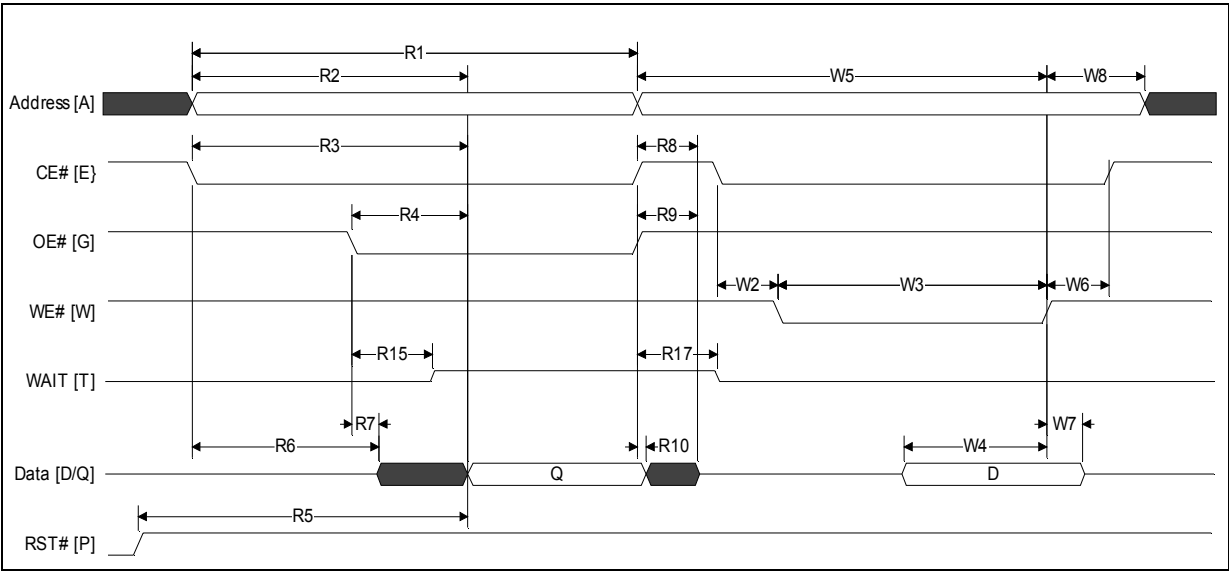 R1
R2
W5
W8
Address [A]
R3
R8
CE# [E}
R4
R9
OE# [G]
W2
W3
W6
WE# [W]
R15
R17
WAIT [T]
R7
W7
R6
R10
W4
Data [D/Q]
Q
D
R5
RST# [P]